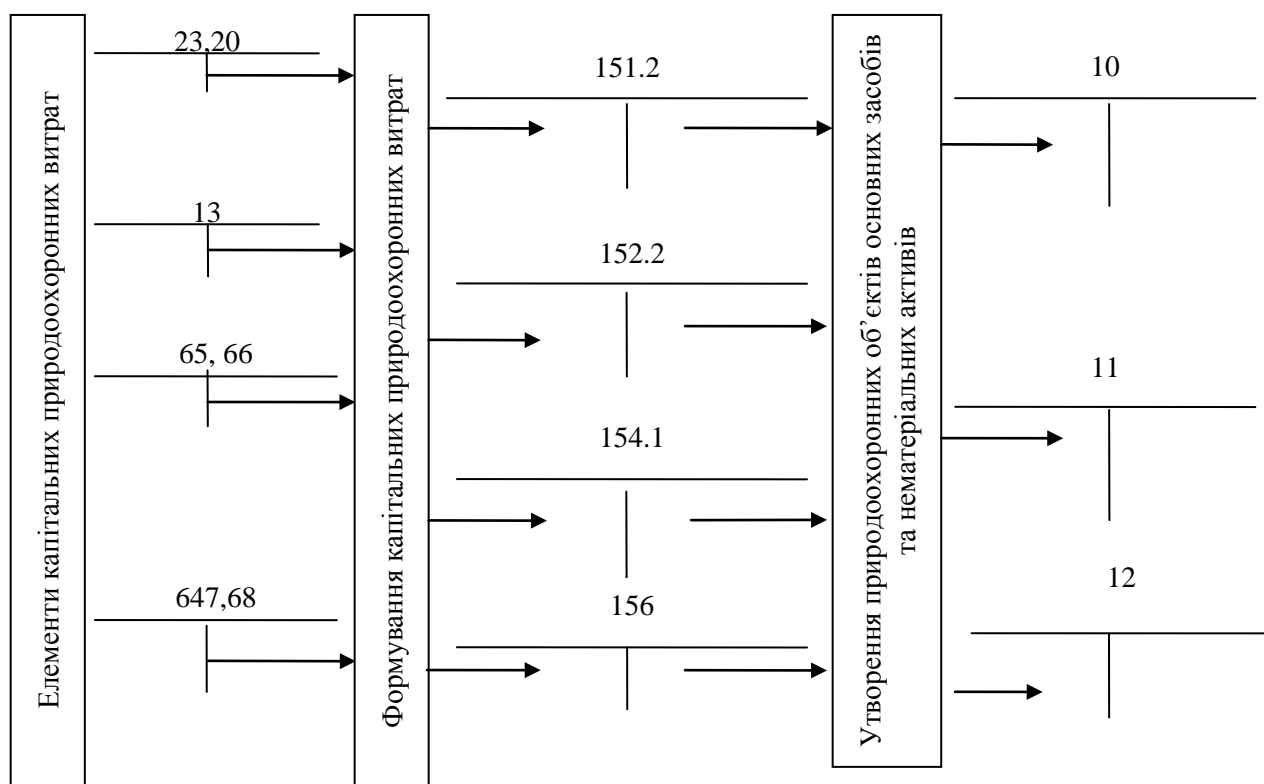 Елементи капітальних природоохоронних витрат
23,20
13
65, 66
647,68
Формування капітальних природоохоронних витрат
151.2
152.2
154.1
156
Утворення природоохоронних об’єктів основних засобів
та нематеріальних активів
10
11
12